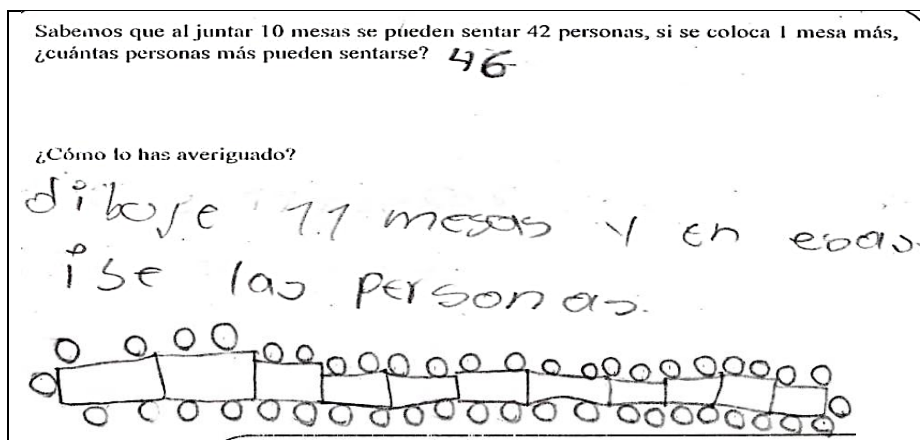 Sabemos que al juntar 10 mesas se pueden sentar 42 personas, si se coloca 1 mesa más,
¿cuántas personas más pueden sentarse? 46
¿Cómo lo has averiguado?
dibuje 11 mesas y en esas
ise las personas.